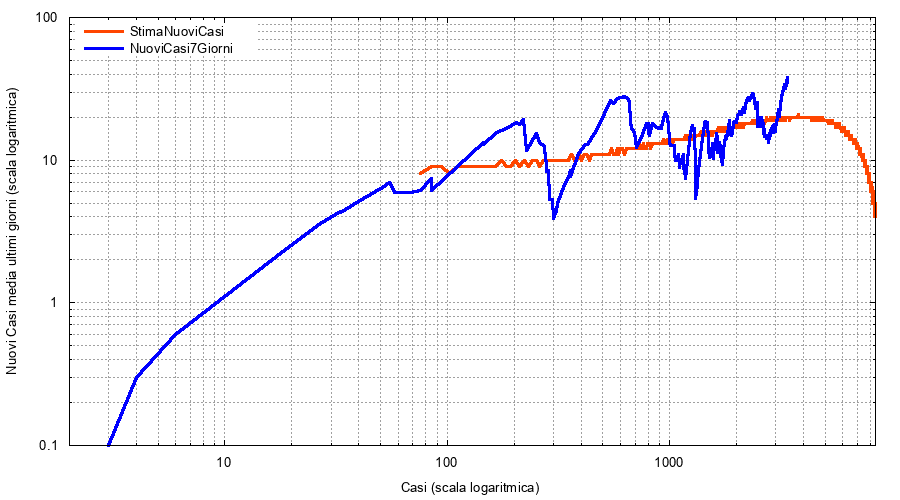 100
StimaNuoviCasi
NuoviCasi7Giorni
10
1
0.1
Nuovi Casi media ultimi giorni (scala logaritmica)
10
100
1000
Casi (scala logaritmica)